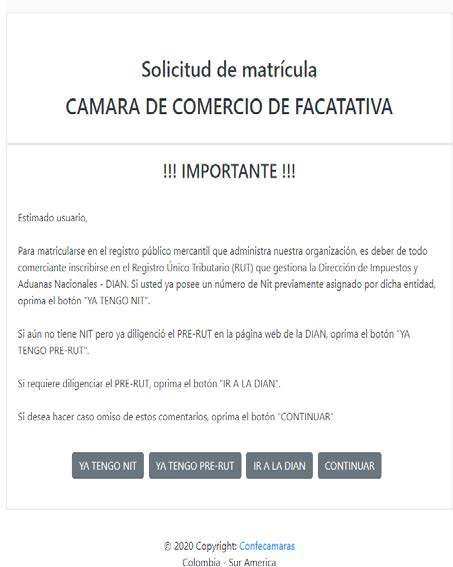 Solicitud de matrícula
CAMARA DE COMERCIO DE FACATATIVA
!!! IMPORTANTE !!!
Estimado usuario,
Para matricularse en el registro público mercantil que administra nuestra organización, es deber de todo
comerciante inscribirse en el Registro Único Tributario (RUT) que gestiona la Dirección de Impuestos y
Aduanas Nacionales - DIAN. Si usted ya posee un número de Nit previamente asignado por dicha entidad,
oprima el botón "YA TENGO NIT".
Si aún no tiene NIT pero ya diligenció el PRE-RUT en la página web de la DIAN, oprima el botón "YA
TENGO PRE-RUT".
Si requiere diligenciar el PRE-RUT, oprima el botón "IR A LA DIAN".
Si desea hacer caso omiso de estos comentarios, oprima el botón "CONTINUAR"
YA TENGO NIT YA TENGO PRE-RUT IR A LA DIAN CONTINUAR
© 2020 Copyright: Confecamaras
Colombia - Sur America